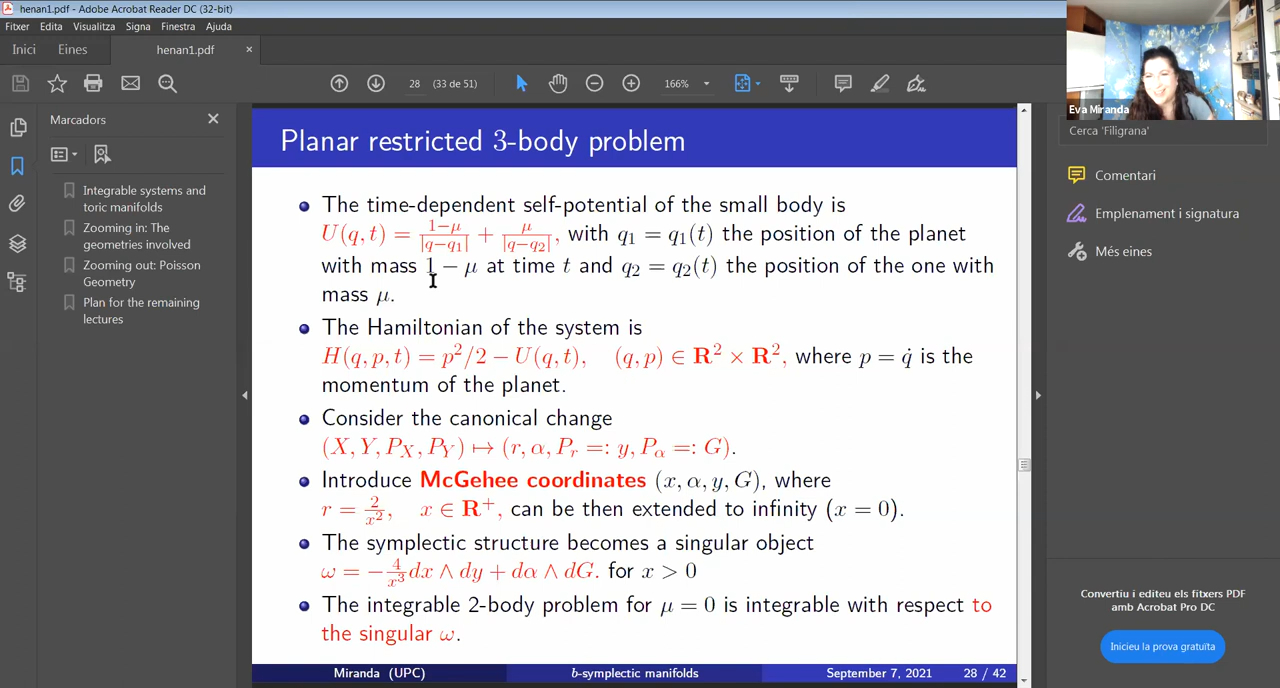 henan1.pdf - Adobe Acrobat Reader DC (32-bit)
Fitxer Edita Visualitza Signa Finestra Ajuda
Inici Eines henan1.pdf ×
28 (33 de 51) 166%
Eva Miranda
Marcadors
Integrable systems and
toric manifolds
Zooming in: The
geometries involved
Zooming out: Poisson
Geometry
Plan for the remaining
lectures
Planar restricted 3-body problem
The time-dependent self-potential of the small body is
U(q, t) = 1−μ/|q−q₁| + μ/|q−q₂|, with q₁ = q₁(t) the position of the planet
with mass 1 − μ at time t and q₂ = q₂(t) the position of the one with
mass μ.
The Hamiltonian of the system is
H(q, p, t) = p²/2 − U(q, t), (q, p) ∈ R² × R², where p = q̇ is the
momentum of the planet.
Consider the canonical change
(X, Y, P_X, P_Y) ↦ (r, α, P_r =: y, P_α =: G).
Introduce McGehee coordinates (x, α, y, G), where
r = 2/x², x ∈ R⁺, can be then extended to infinity (x = 0).
The symplectic structure becomes a singular object
ω = −4/x³ dx ∧ dy + dα ∧ dG. for x > 0
The integrable 2-body problem for μ = 0 is integrable with respect to
the singular ω.
Miranda (UPC) b-symplectic manifolds September 7, 2021 28 / 42
Cerca 'Filigrana'
Comentari
Emplenament i signatura
Més eines
Convertiu i editeu els fitxers PDF
amb Acrobat Pro DC
Inicieu la prova gratuïta